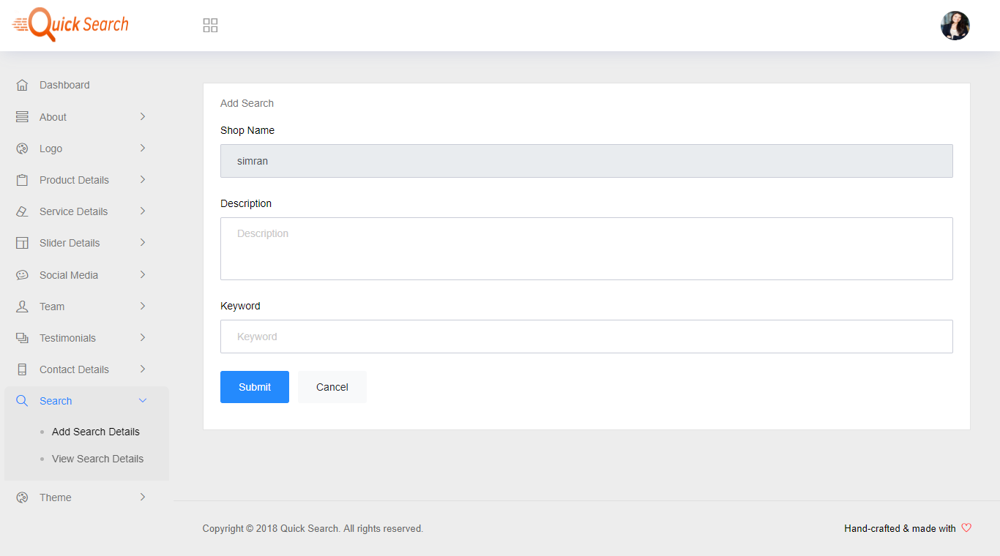 Quick Search
Dashboard
About
Logo
Product Details
Service Details
Slider Details
Social Media
Team
Testimonials
Contact Details
Search
Add Search Details
View Search Details
Theme
Add Search
Shop Name
simran
Description
Description
Keyword
Keyword
Submit Cancel
Copyright © 2018 Quick Search. All rights reserved.
Hand-crafted & made with